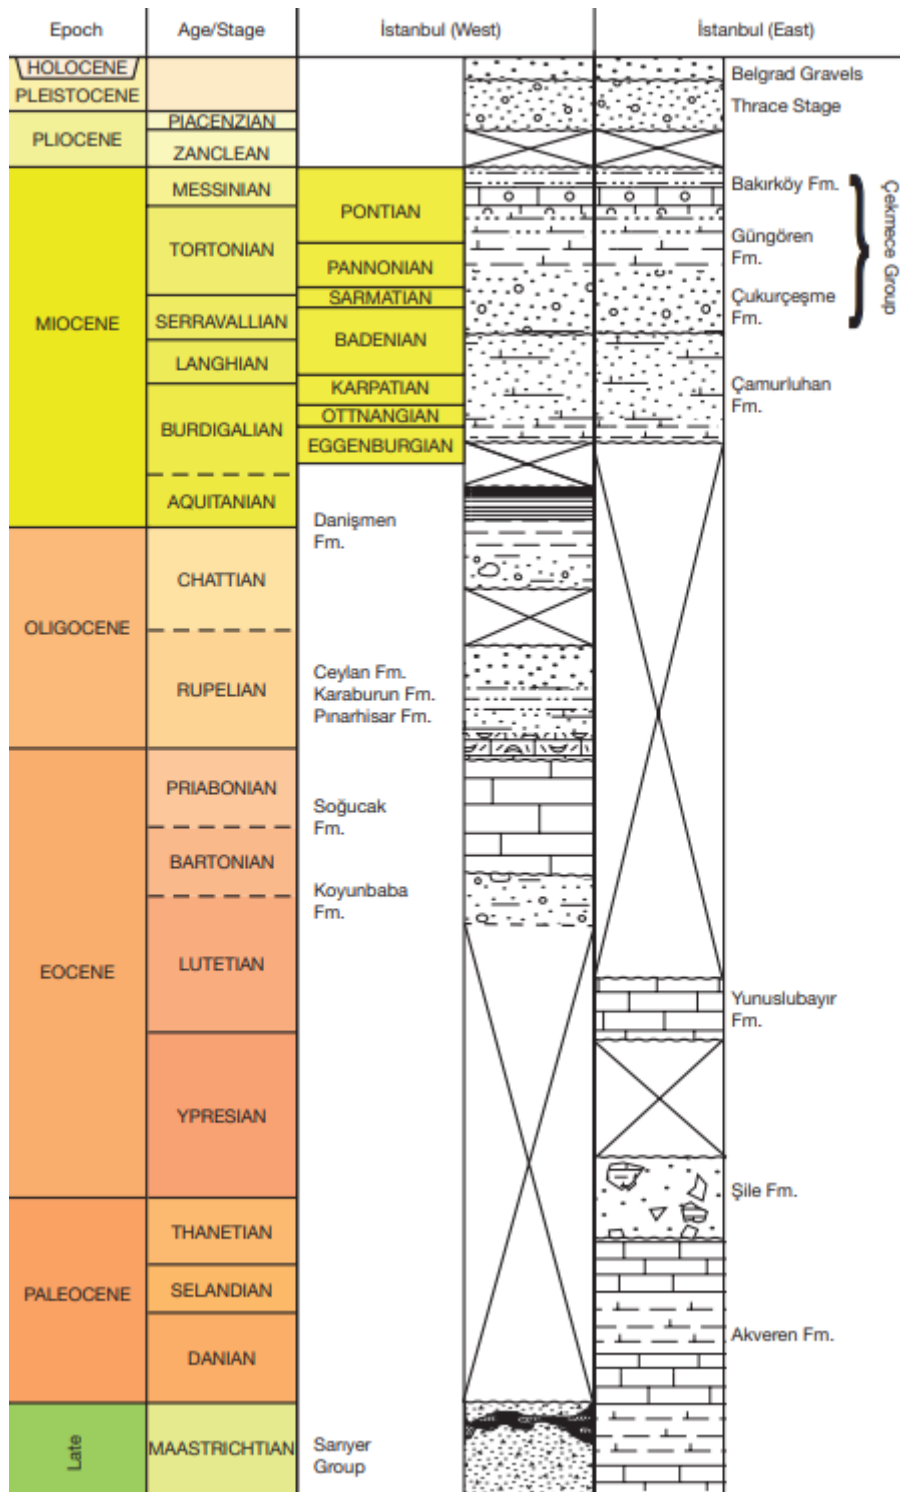 Epoch
Age/Stage
İstanbul (West)
İstanbul (East)
HOLOCENE
PLEISTOCENE
PLIOCENE
MIOCENE
OLIGOCENE
EOCENE
PALEOCENE
Late
PIACENZIAN
ZANCLEAN
MESSINIAN
TORTONIAN
SERRAVALLIAN
LANGHIAN
BURDIGALIAN
AQUITANIAN
CHATTIAN
RUPELIAN
PRIABONIAN
BARTONIAN
LUTETIAN
YPRESIAN
THANETIAN
SELANDIAN
DANIAN
MAASTRICHTIAN
PONTIAN
PANNONIAN
SARMATIAN
BADENIAN
KARPATIAN
OTTNANGIAN
EGGENBURGIAN
Danişmen
Fm.
Ceylan Fm.
Karaburun Fm.
Pınarhisar Fm.
Soğucak
Fm.
Koyunbaba
Fm.
Sarıyer
Group
Belgrad Gravels
Thrace Stage
Bakırköy Fm.
Güngören
Fm.
Çukurçeşme
Fm.
Çekmece Group
Çamurluhan
Fm.
Yunuslubayır
Fm.
Şile Fm.
Akveren Fm.